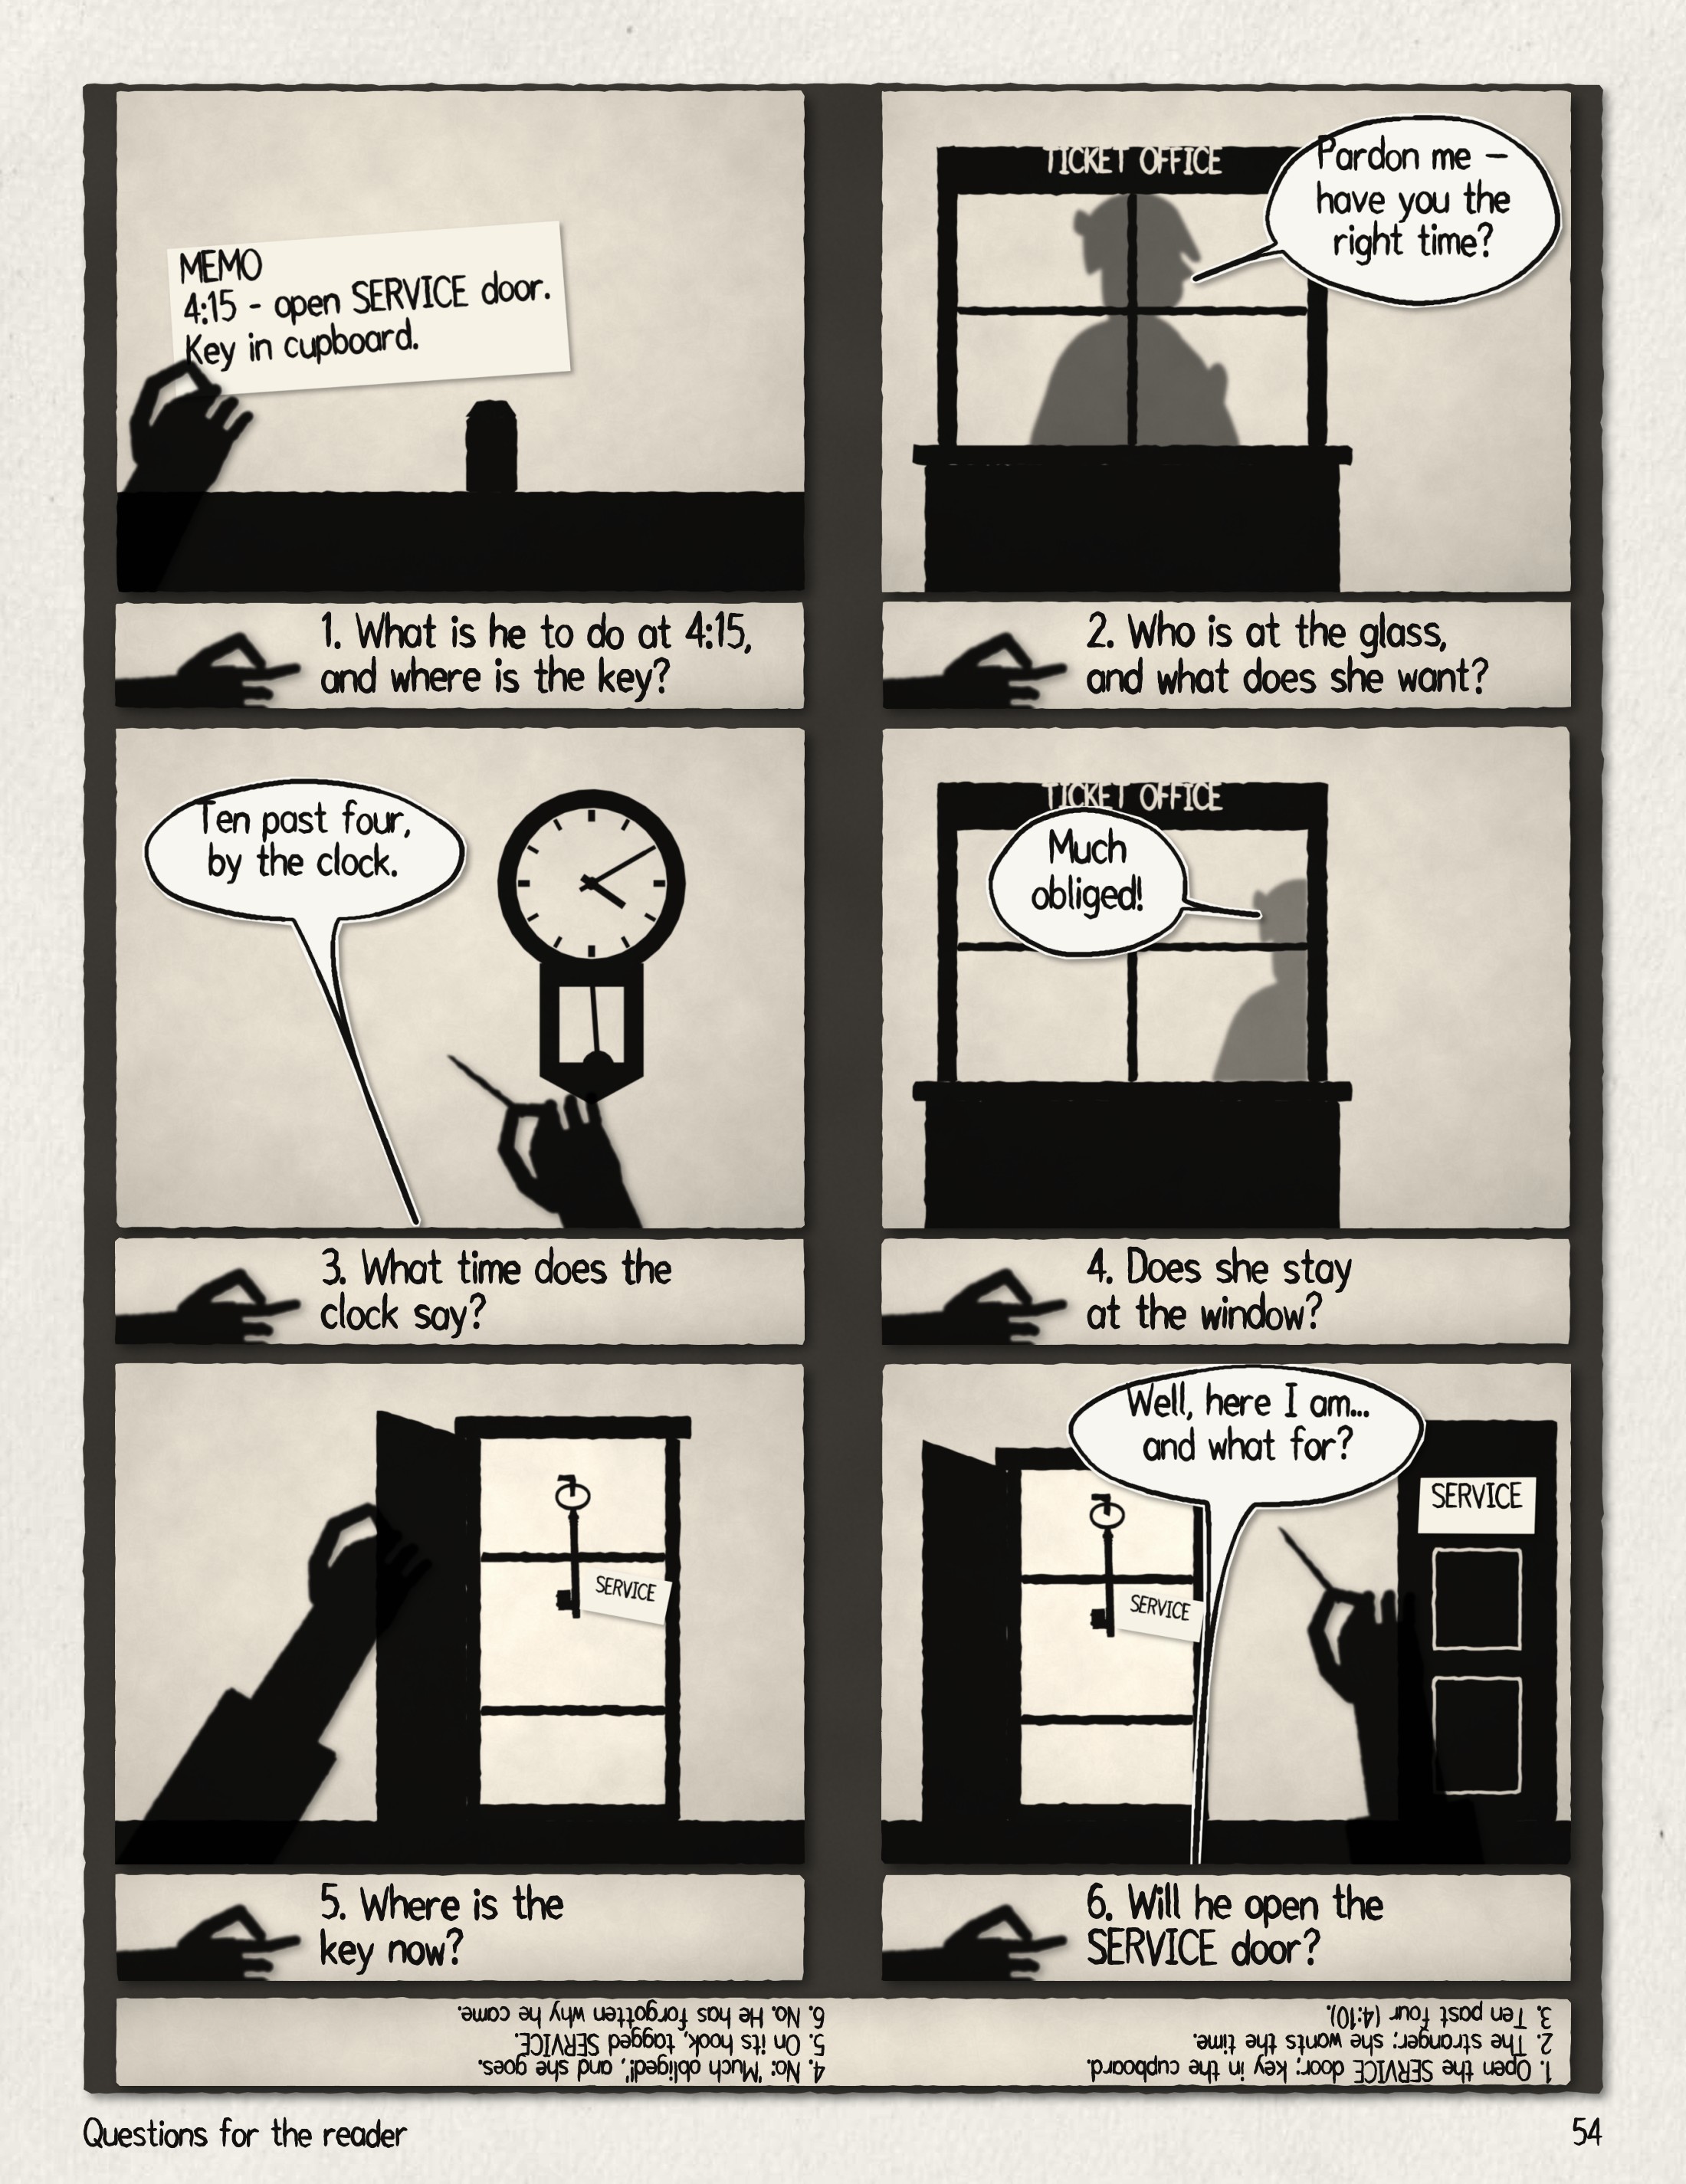 MEMO
4:15 - open SERVICE door.
Key in cupboard.
1. What is he to do at 4:15,
and where is the key?
TICKET OFFICE
Pardon me –
have you the
right time?
2. Who is at the glass,
and what does she want?
Ten past four,
by the clock.
3. What time does the
clock say?
TICKET OFFICE
Much
obliged!
4. Does she stay
at the window?
SERVICE
5. Where is the
key now?
Well, here I am...
and what for?
SERVICE
SERVICE
6. Will he open the
SERVICE door?
1. Open the SERVICE door; key in the cupboard.
2. The stranger; she wants the time.
3. Ten past four (4:10).
4. No: 'Much obliged!', and she goes.
5. On its hook, tagged SERVICE.
6. No. He has forgotten why he came.
Questions for the reader
54